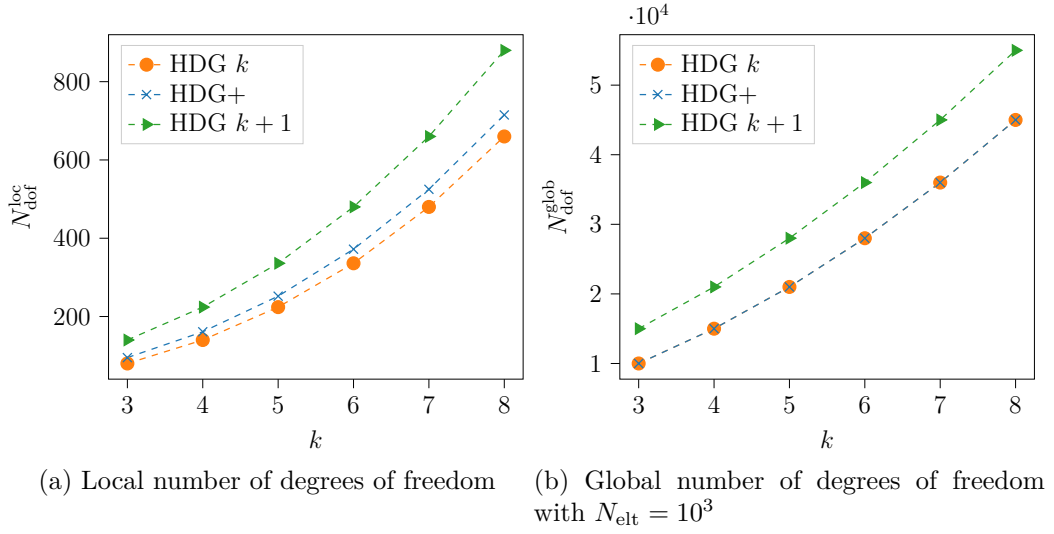 HDG k
HDG+
HDG k + 1
800
600
400
200
3 4 5 6 7 8
k
N_dof^loc
(a) Local number of degrees of freedom
·10^4
HDG k
HDG+
HDG k + 1
5
4
3
2
1
3 4 5 6 7 8
k
N_dof^glob
(b) Global number of degrees of freedom
with N_elt = 10^3